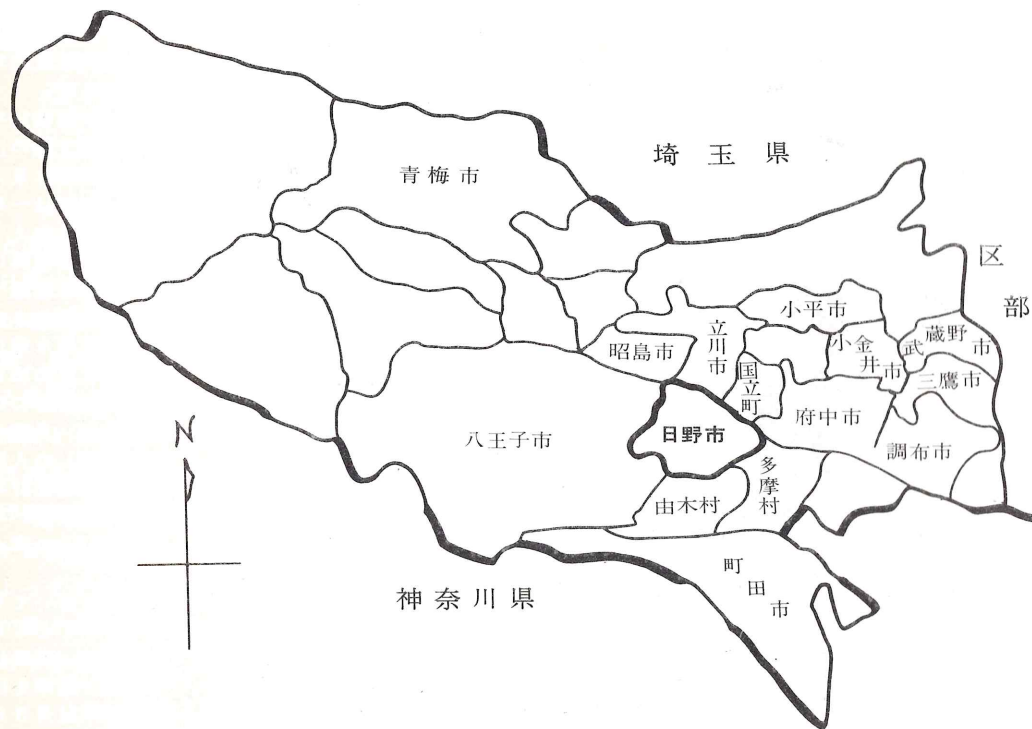 埼玉県
青梅市
区部
小平市
立川市
昭島市
小金井市
武蔵野市
三鷹市
国立町
府中市
調布市
日野市
八王子市
多摩村
由木村
町田市
神奈川県
N